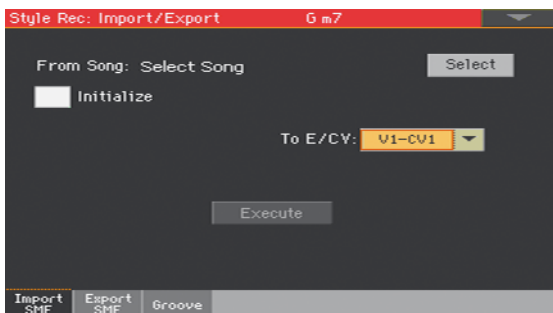 Style Rec: Import/Export G m7
From Song: Select Song Select
Initialize
To E/CV: V1-CV1
Execute
Import Export Groove
SMF SMF